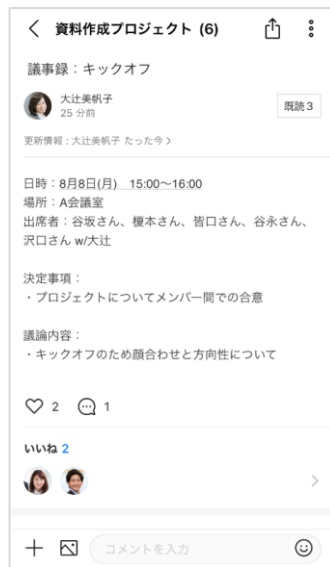 資料作成プロジェクト (6)
議事録：キックオフ
大辻美帆子
25 分前
既読 3
更新情報 : 大辻美帆子 たった今 >
日時：8月8日(月) 15:00〜16:00
場所：A会議室
出席者：谷坂さん、榎本さん、皆口さん、谷永さん、
沢口さん w/大辻
決定事項：
・プロジェクトについてメンバー間での合意
議論内容：
・キックオフのため顔合わせと方向性について
2
1
いいね 2
コメントを入力